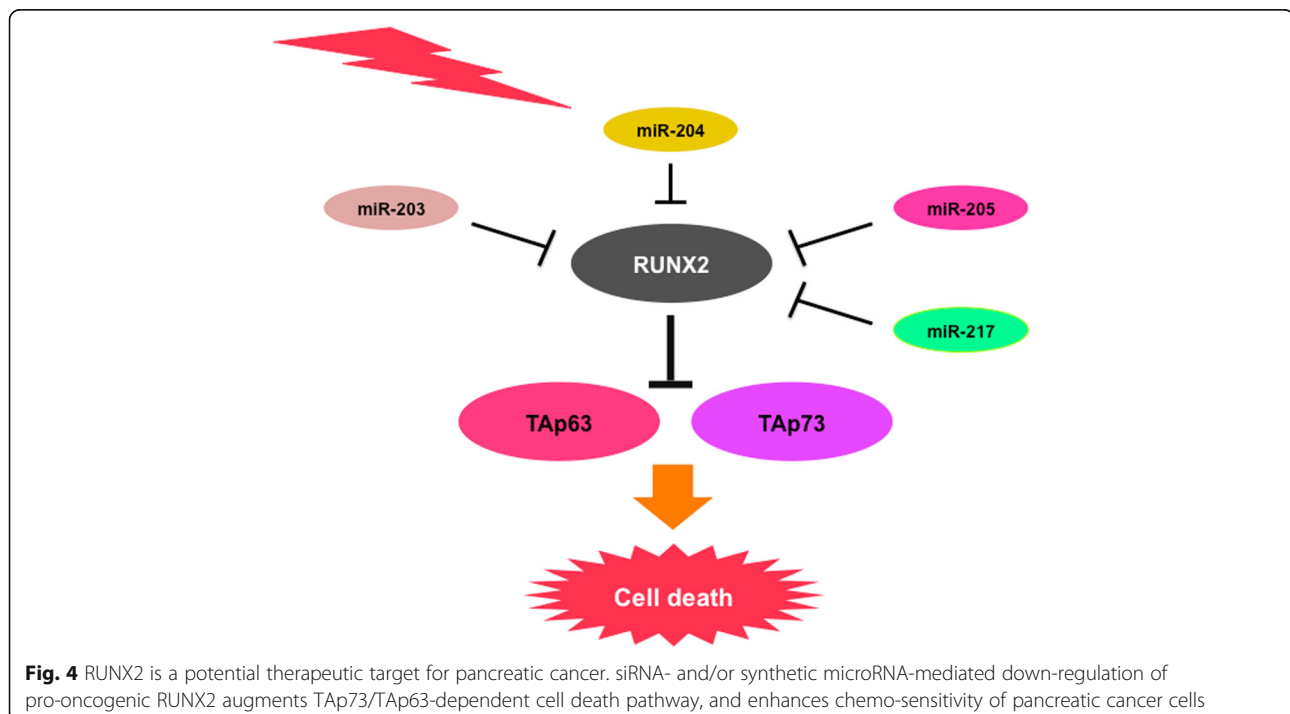 miR-204
miR-203
miR-205
RUNX2
miR-217
TAp63
TAp73
Cell death
Fig. 4 RUNX2 is a potential therapeutic target for pancreatic cancer. siRNA- and/or synthetic microRNA-mediated down-regulation of
pro-oncogenic RUNX2 augments TAp73/TAp63-dependent cell death pathway, and enhances chemo-sensitivity of pancreatic cancer cells